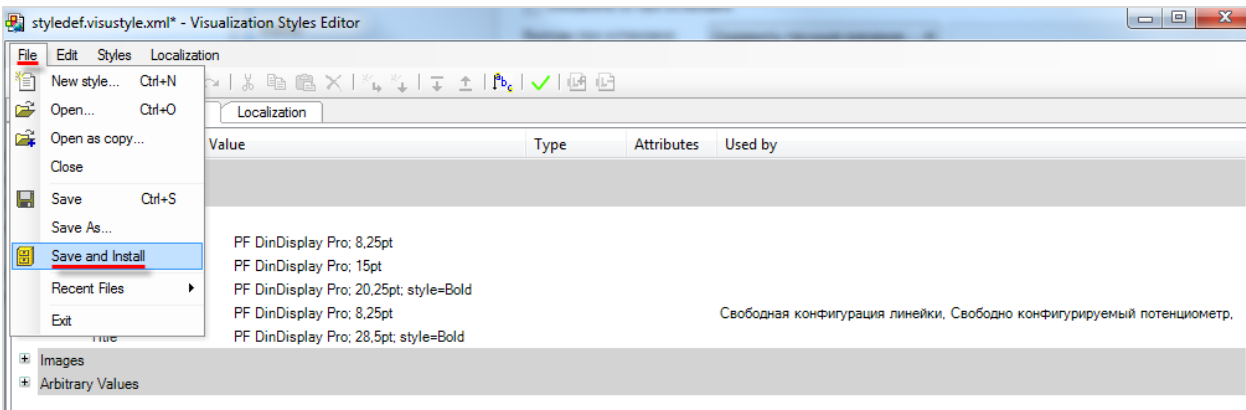 styledef.visustyle.xml* - Visualization Styles Editor
File Edit Styles Localization
New style... Ctrl+N
Open... Ctrl+O
Localization
Open as copy...
Value Type Attributes Used by
Close
Save Ctrl+S
Save As...
PF DinDisplay Pro; 8,25pt
Save and Install
PF DinDisplay Pro; 15pt
Recent Files
PF DinDisplay Pro; 20,25pt; style=Bold
PF DinDisplay Pro; 8,25pt Свободная конфигурация линейки, Свободно конфигурируемый потенциометр,
Exit
Title PF DinDisplay Pro; 28,5pt; style=Bold
Images
Arbitrary Values